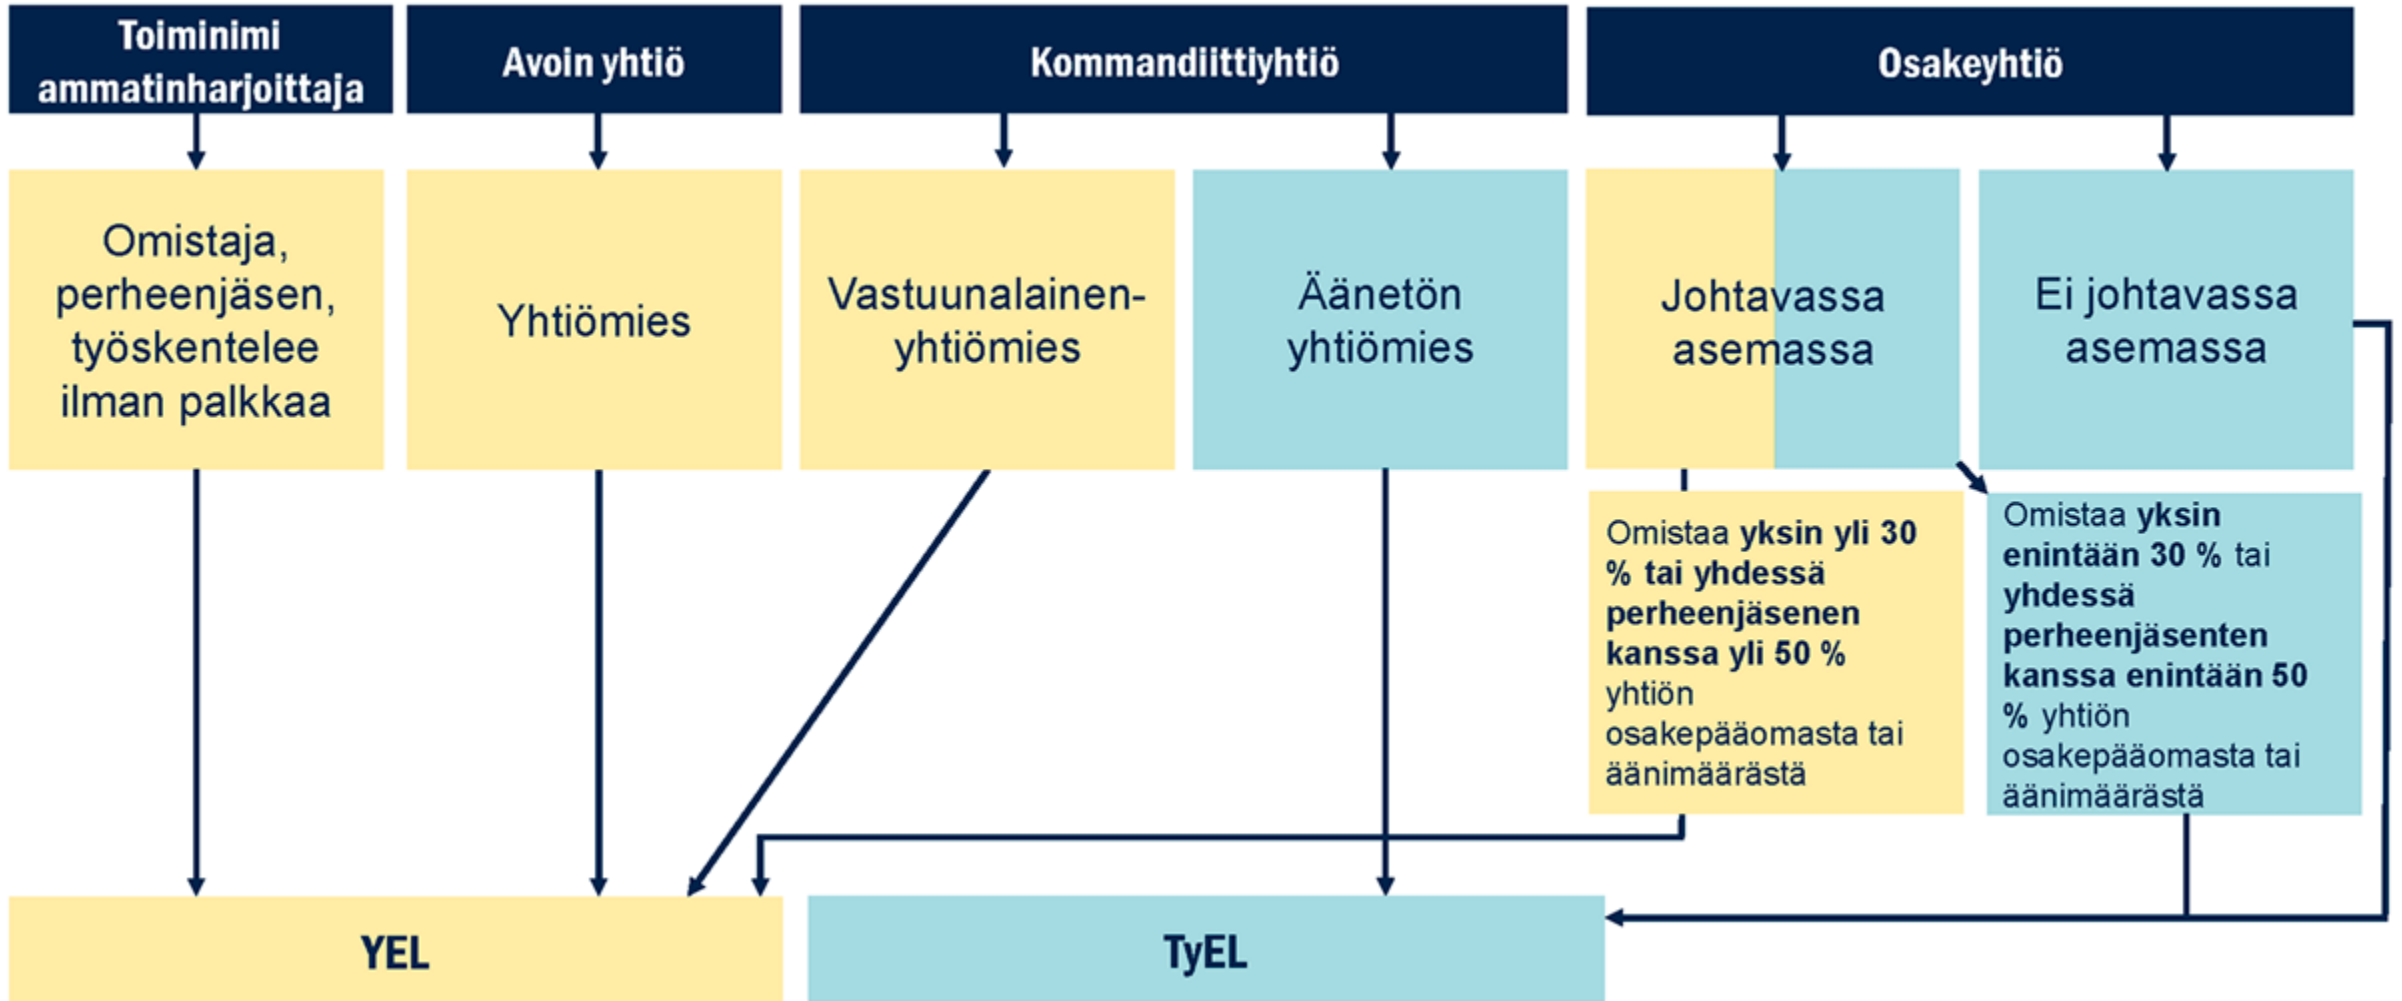 Toiminimi
ammatinharjoittaja
Avoin yhtiö
Kommandiittiyhtiö
Osakeyhtiö
Omistaja,
perheenjäsen,
työskentelee
ilman palkkaa
Yhtiömies
Vastuunalainen-
yhtiömies
Äänetön
yhtiömies
Johtavassa
asemassa
Ei johtavassa
asemassa
Omistaa yksin yli 30
% tai yhdessä
perheenjäsenen
kanssa yli 50 %
yhtiön
osakepääomasta tai
äänimäärästä
Omistaa yksin
enintään 30 % tai
yhdessä
perheenjäsenten
kanssa enintään 50
% yhtiön
osakepääomasta tai
äänimäärästä
YEL
TyEL